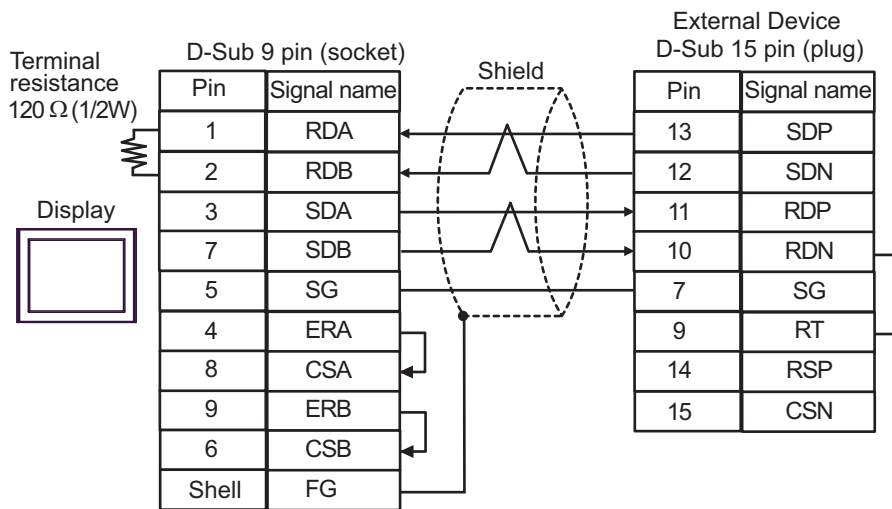 External Device
D-Sub 15 pin (plug)
D-Sub 9 pin (socket)
Terminal
resistance
120 Ω (1/2W)
Shield
Display
Pin Signal name
1 RDA
2 RDB
3 SDA
7 SDB
5 SG
4 ERA
8 CSA
9 ERB
6 CSB
Shell FG
Pin Signal name
13 SDP
12 SDN
11 RDP
10 RDN
7 SG
9 RT
14 RSP
15 CSN